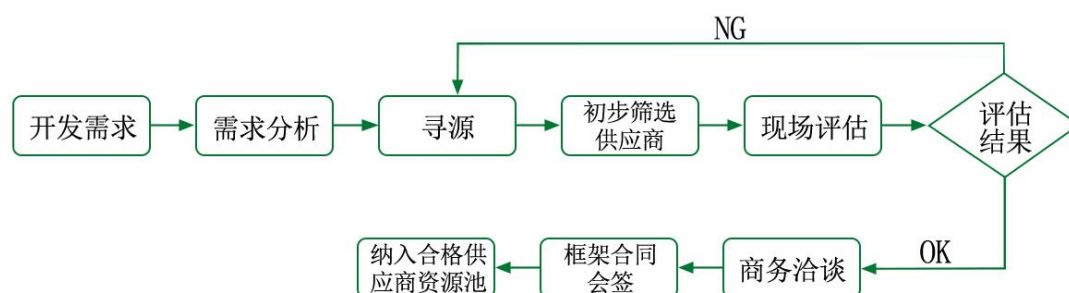 NG
开发需求
需求分析
寻源
初步筛选
供应商
现场评估
评估
结果
OK
商务洽谈
框架合同
会签
纳入合格供
应商资源池